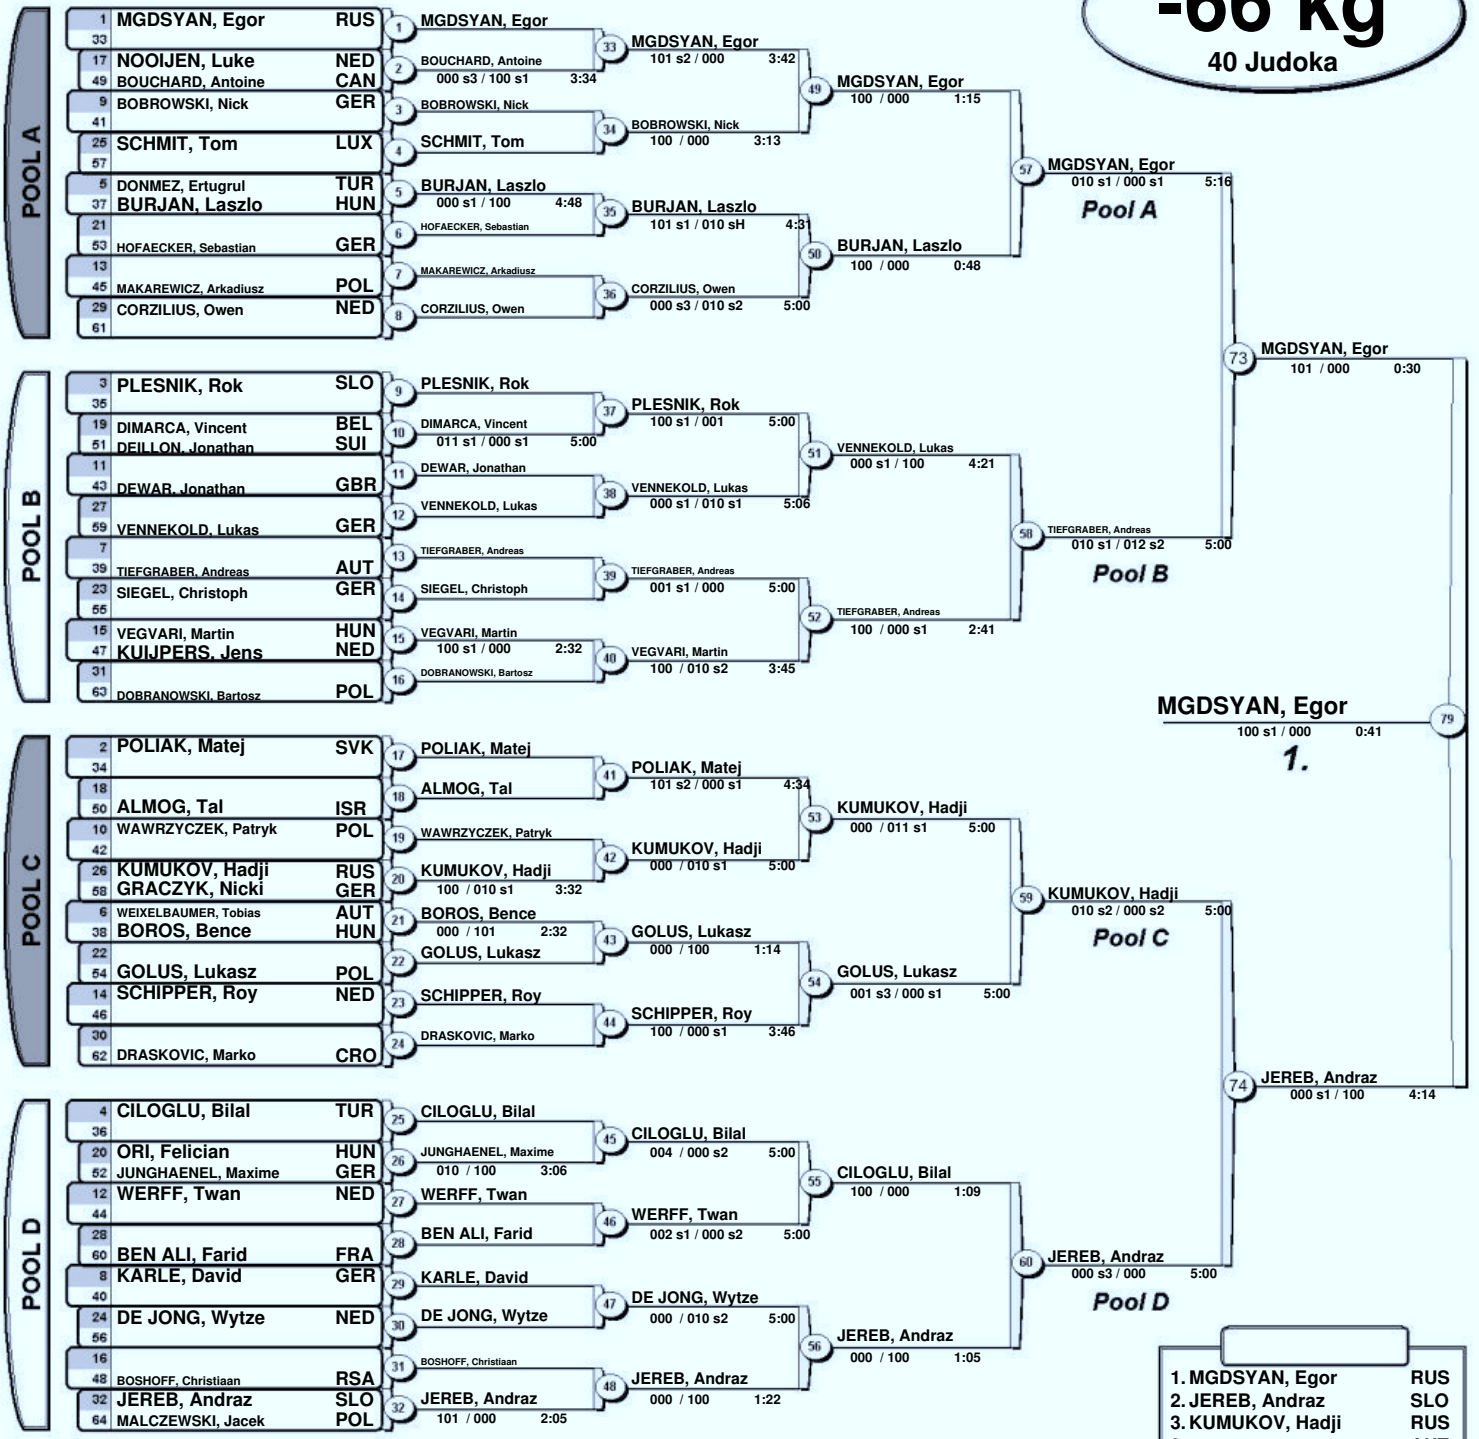 -66 kg
40 Judoka
POOL A
1 MGDSYAN, Egor RUS
33
17 NOOIJEN, Luke NED
49 BOUCHARD, Antoine CAN
9 BOBROWSKI, Nick GER
41
25 SCHMIT, Tom LUX
57
5 DONMEZ, Ertugrul TUR
37 BURJAN, Laszlo HUN
21
53 HOFAECKER, Sebastian GER
13
45 MAKAREWICZ, Arkadiusz POL
29 CORZILIUS, Owen NED
61
1 MGDSYAN, Egor
2 BOUCHARD, Antoine
000 s3 / 100 s1 3:34
3 BOBROWSKI, Nick
4 SCHMIT, Tom
5 BURJAN, Laszlo
000 s1 / 100 4:48
6 HOFAECKER, Sebastian
7 MAKAREWICZ, Arkadiusz
8 CORZILIUS, Owen
33 MGDSYAN, Egor
101 s2 / 000 3:42
34 BOBROWSKI, Nick
100 / 000 3:13
35 BURJAN, Laszlo
101 s1 / 010 sH 4:31
36 CORZILIUS, Owen
000 s3 / 010 s2 5:00
49 MGDSYAN, Egor
100 / 000 1:15
50 BURJAN, Laszlo
100 / 000 0:48
57 MGDSYAN, Egor
010 s1 / 000 s1 5:16
Pool A
POOL B
3 PLESNIK, Rok SLO
35
19 DIMARCA, Vincent BEL
51 DEILLON, Jonathan SUI
11
43 DEWAR, Jonathan GBR
27
59 VENNEKOLD, Lukas GER
7
39 TIEFGRABER, Andreas AUT
23 SIEGEL, Christoph GER
55
15 VEGVARI, Martin HUN
47 KUIJPERS, Jens NED
31
63 DOBRANOWSKI, Bartosz POL
9 PLESNIK, Rok
10 DIMARCA, Vincent
011 s1 / 000 s1 5:00
11 DEWAR, Jonathan
12 VENNEKOLD, Lukas
13 TIEFGRABER, Andreas
14 SIEGEL, Christoph
15 VEGVARI, Martin
100 s1 / 000 2:32
16 DOBRANOWSKI, Bartosz
37 PLESNIK, Rok
100 s1 / 001 5:00
38 VENNEKOLD, Lukas
000 s1 / 010 s1 5:06
39 TIEFGRABER, Andreas
001 s1 / 000 5:00
40 VEGVARI, Martin
100 / 010 s2 3:45
51 VENNEKOLD, Lukas
000 s1 / 100 4:21
52 TIEFGRABER, Andreas
100 / 000 s1 2:41
58 TIEFGRABER, Andreas
010 s1 / 012 s2 5:00
Pool B
73 MGDSYAN, Egor
101 / 000 0:30
MGDSYAN, Egor 79
100 s1 / 000 0:41
1.
POOL C
2 POLIAK, Matej SVK
34
18
50 ALMOG, Tal ISR
10 WAWRZYCZEK, Patryk POL
42
26 KUMUKOV, Hadji RUS
58 GRACZYK, Nicki GER
6 WEIXELBAUMER, Tobias AUT
38 BOROS, Bence HUN
22
54 GOLUS, Lukasz POL
14 SCHIPPER, Roy NED
46
30
62 DRASKOVIC, Marko CRO
17 POLIAK, Matej
18 ALMOG, Tal
19 WAWRZYCZEK, Patryk
20 KUMUKOV, Hadji
100 / 010 s1 3:32
21 BOROS, Bence
000 / 101 2:32
22 GOLUS, Lukasz
23 SCHIPPER, Roy
24 DRASKOVIC, Marko
41 POLIAK, Matej
101 s2 / 000 s1 4:34
42 KUMUKOV, Hadji
000 / 010 s1 5:00
43 GOLUS, Lukasz
000 / 100 1:14
44 SCHIPPER, Roy
100 / 000 s1 3:46
53 KUMUKOV, Hadji
000 / 011 s1 5:00
54 GOLUS, Lukasz
001 s3 / 000 s1 5:00
59 KUMUKOV, Hadji
010 s2 / 000 s2 5:00
Pool C
POOL D
4 CILOGLU, Bilal TUR
36
20 ORI, Felician HUN
52 JUNGHAENEL, Maxime GER
12 WERFF, Twan NED
44
28
60 BEN ALI, Farid FRA
8 KARLE, David GER
40
24 DE JONG, Wytze NED
56
16
48 BOSHOFF, Christiaan RSA
32 JEREB, Andraz SLO
64 MALCZEWSKI, Jacek POL
25 CILOGLU, Bilal
26 JUNGHAENEL, Maxime
010 / 100 3:06
27 WERFF, Twan
28 BEN ALI, Farid
29 KARLE, David
30 DE JONG, Wytze
31 BOSHOFF, Christiaan
32 JEREB, Andraz
101 / 000 2:05
45 CILOGLU, Bilal
004 / 000 s2 5:00
46 WERFF, Twan
002 s1 / 000 s2 5:00
47 DE JONG, Wytze
000 / 010 s2 5:00
48 JEREB, Andraz
000 / 100 1:22
55 CILOGLU, Bilal
100 / 000 1:09
56 JEREB, Andraz
000 / 100 1:05
60 JEREB, Andraz
000 s3 / 000 5:00
Pool D
74 JEREB, Andraz
000 s1 / 100 4:14
1. MGDSYAN, Egor RUS
2. JEREB, Andraz SLO
3. KUMUKOV, Hadji RUS